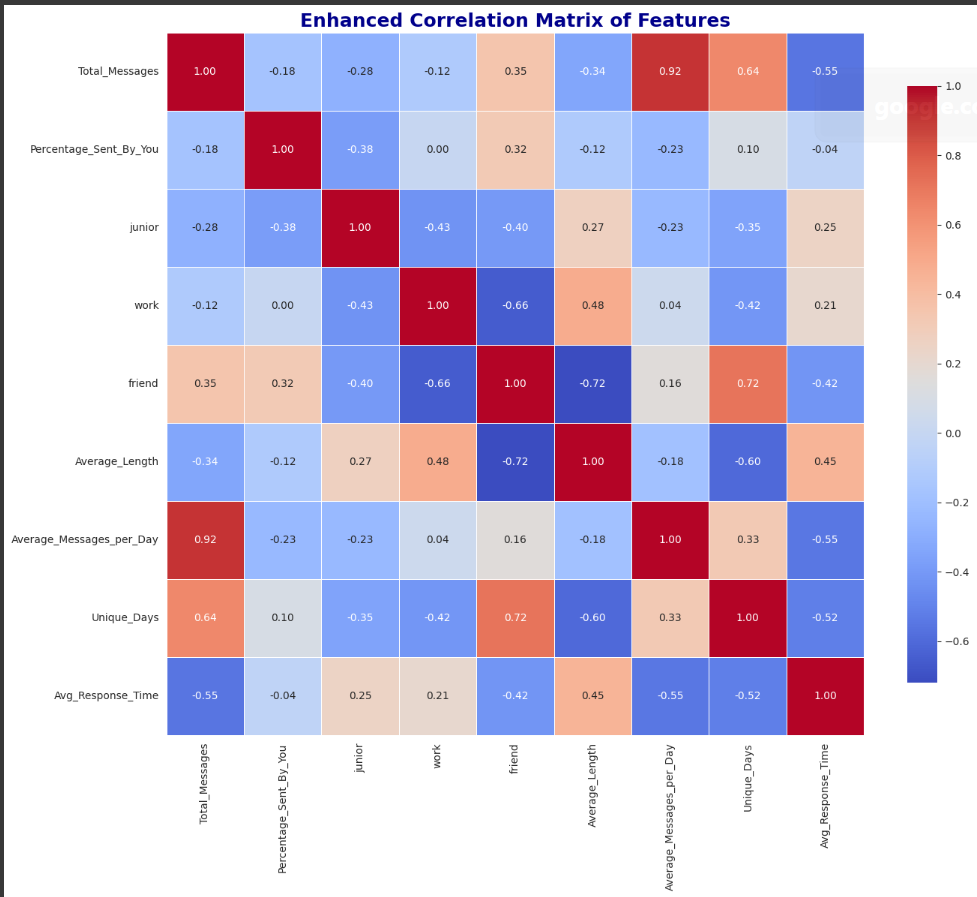 Enhanced Correlation Matrix of Features
Total_Messages 1.00 -0.18 -0.28 -0.12 0.35 -0.34 0.92 0.64 -0.55
Percentage_Sent_By_You -0.18 1.00 -0.38 0.00 0.32 -0.12 -0.23 0.10 -0.04
junior -0.28 -0.38 1.00 -0.43 -0.40 0.27 -0.23 -0.35 0.25
work -0.12 0.00 -0.43 1.00 -0.66 0.48 0.04 -0.42 0.21
friend 0.35 0.32 -0.40 -0.66 1.00 -0.72 0.16 0.72 -0.42
Average_Length -0.34 -0.12 0.27 0.48 -0.72 1.00 -0.18 -0.60 0.45
Average_Messages_per_Day 0.92 -0.23 -0.23 0.04 0.16 -0.18 1.00 0.33 -0.55
Unique_Days 0.64 0.10 -0.35 -0.42 0.72 -0.60 0.33 1.00 -0.52
Avg_Response_Time -0.55 -0.04 0.25 0.21 -0.42 0.45 -0.55 -0.52 1.00
Total_Messages
Percentage_Sent_By_You
junior
work
friend
Average_Length
Average_Messages_per_Day
Unique_Days
Avg_Response_Time
1.0
0.8
0.6
0.4
0.2
0.0
−0.2
−0.4
−0.6